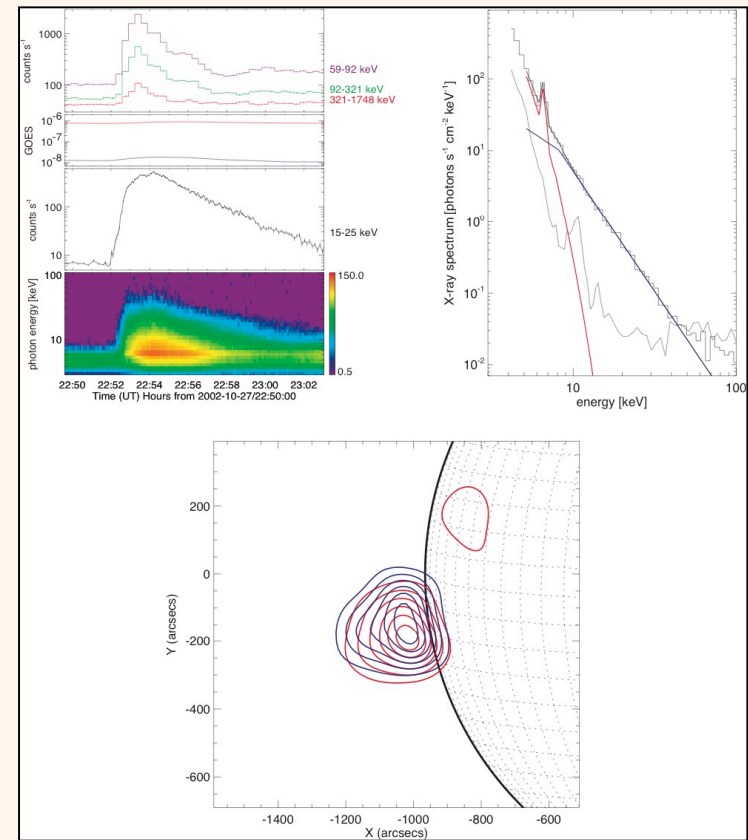 counts s⁻¹
1000
100
59-92 keV
92-321 keV
321-1748 keV
GOES
10⁻⁶
10⁻⁷
10⁻⁸
counts s⁻¹
100
10
15-25 keV
photon energy [keV]
100
10
150.0
0.5
22:50 22:52 22:54 22:56 22:58 23:00 23:02
Time (UT) Hours from 2002-10-27/22:50:00
X-ray spectrum [photons s⁻¹ cm⁻² keV⁻¹]
10²
10¹
10⁰
10⁻¹
10⁻²
10 100
energy [keV]
Y (arcsecs)
200
0
-200
-400
-600
-1400 -1200 -1000 -800 -600
X (arcsecs)